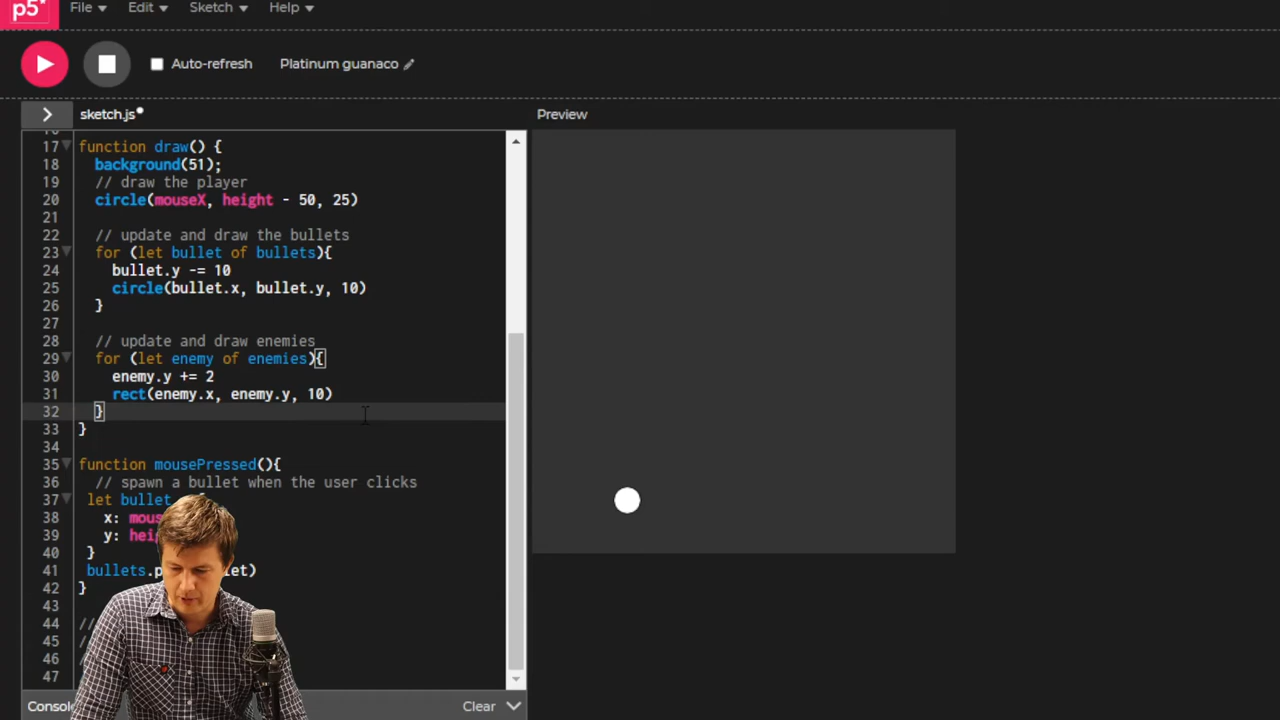 p5*
File Edit Sketch Help
Auto-refresh Platinum guanaco
sketch.js
Preview
17 function draw() {
18 background(51);
19 // draw the player
20 circle(mouseX, height - 50, 25)
21
22 // update and draw the bullets
23 for (let bullet of bullets){
24 bullet.y -= 10
25 circle(bullet.x, bullet.y, 10)
26 }
27
28 // update and draw enemies
29 for (let enemy of enemies){
30 enemy.y += 2
31 rect(enemy.x, enemy.y, 10)
32 }
33 }
34
35 function mousePressed(){
36 // spawn a bullet when the user clicks
37 let bullet
38 x:
39 y:
40 }
41 bullets.
42 }
43
44 //
45
46
47
Console Clear